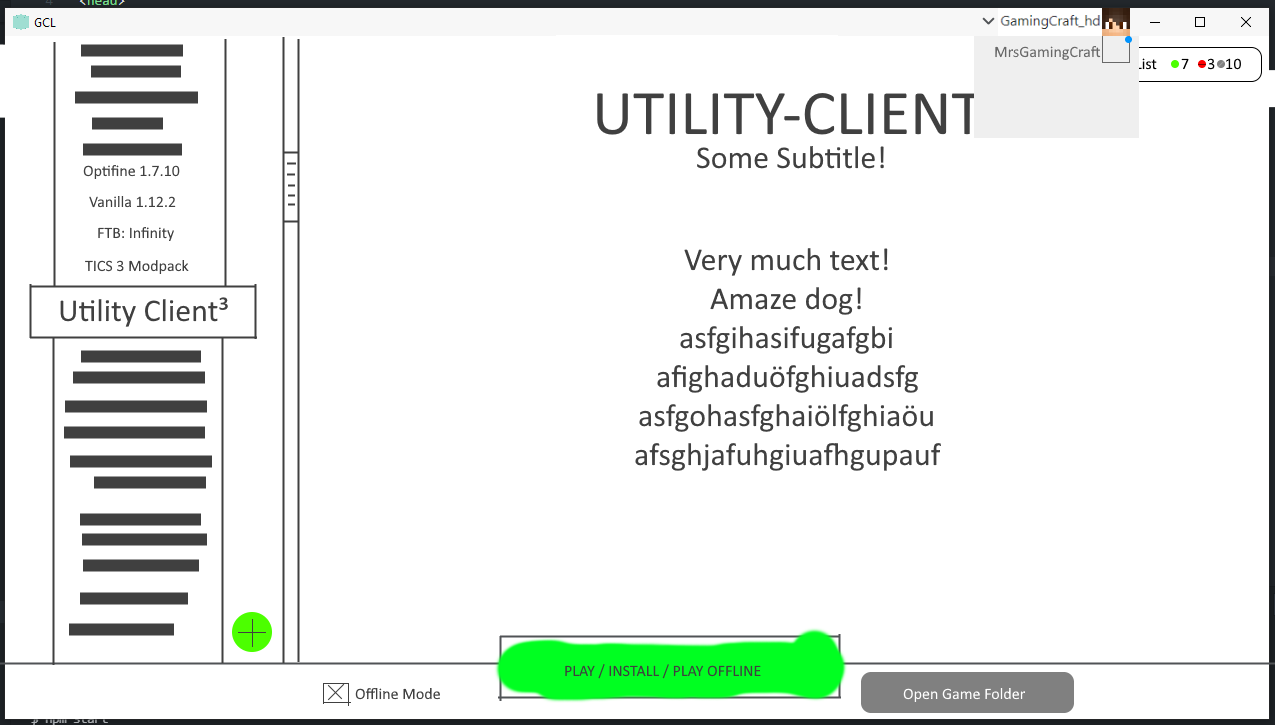 <head>
GCL
GamingCraft_hd
MrsGamingCraft
ist 7 3 10
Optifine 1.7.10
Vanilla 1.12.2
FTB: Infinity
TICS 3 Modpack
Utility Client³
UTILITY-CLIENT
Some Subtitle!
Very much text!
Amaze dog!
asfgihasifugafgbi
afighaduöfghiuadsfg
asfgohasfghaiölfghiaöu
afsghjafuhgiuafhgupauf
PLAY / INSTALL / PLAY OFFLINE
Offline Mode
Open Game Folder